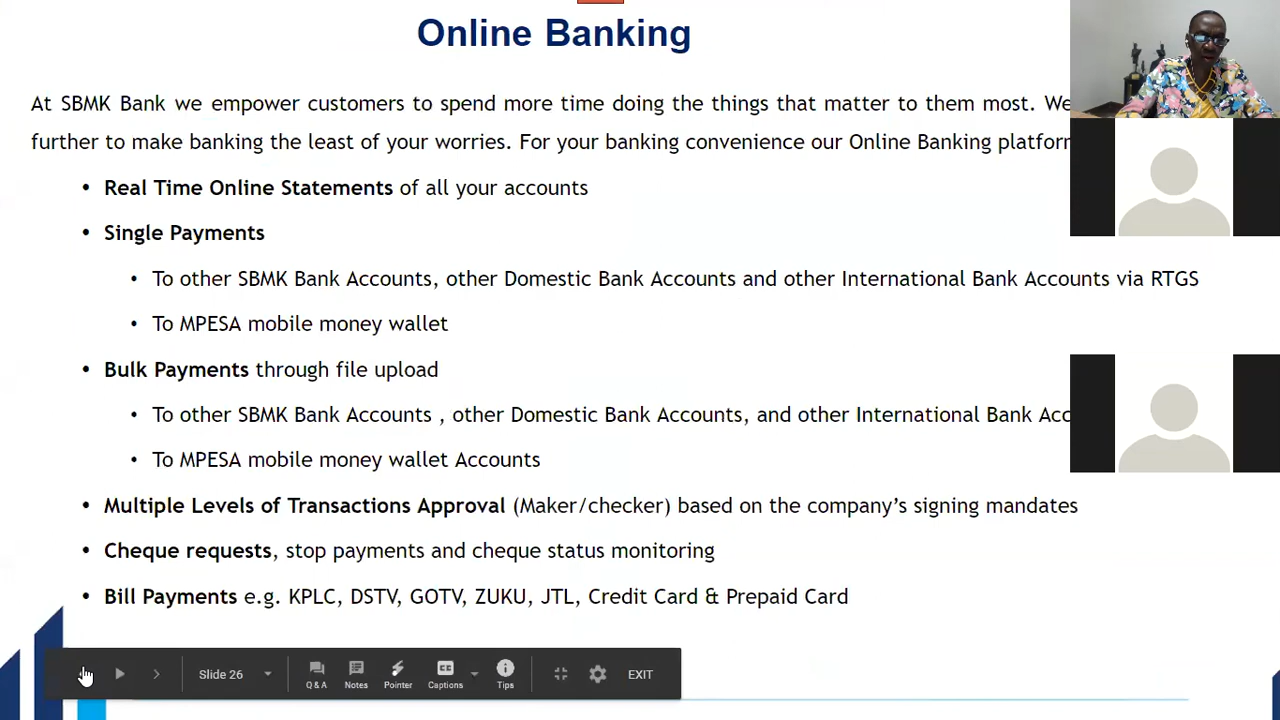 Online Banking
At SBMK Bank we empower customers to spend more time doing the things that matter to them most. We
further to make banking the least of your worries. For your banking convenience our Online Banking
• Real Time Online Statements of all your accounts
• Single Payments
• To other SBMK Bank Accounts, other Domestic Bank Accounts and other International Bank Accounts via RTGS
• To MPESA mobile money wallet
• Bulk Payments through file upload
• To other SBMK Bank Accounts , other Domestic Bank Accounts, and other International Bank
• To MPESA mobile money wallet Accounts
• Multiple Levels of Transactions Approval (Maker/checker) based on the company’s signing mandates
• Cheque requests, stop payments and cheque status monitoring
• Bill Payments e.g. KPLC, DSTV, GOTV, ZUKU, JTL, Credit Card & Prepaid Card
Slide 26 Q & A Notes Pointer CC Captions Tips EXIT